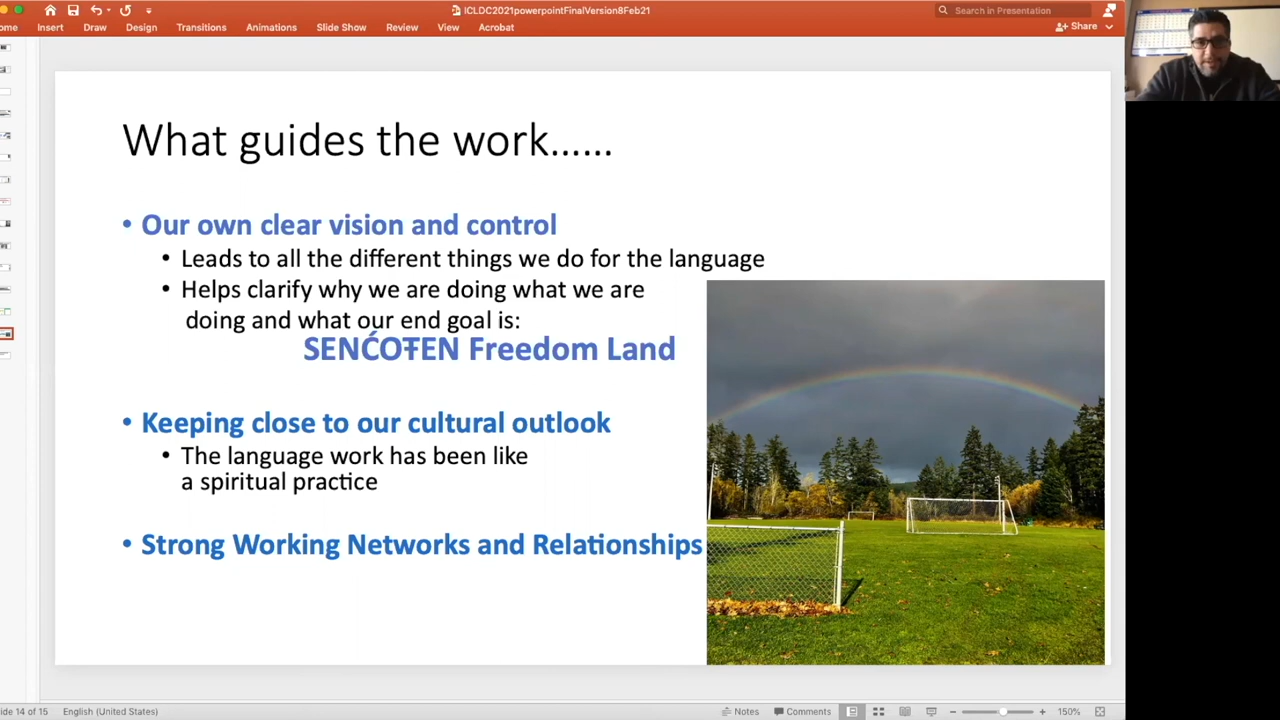 ICLDC2021powerpointFinalVersion8Feb21
Search in Presentation
ome Insert Draw Design Transitions Animations Slide Show Review View Acrobat
Share
What guides the work......
• Our own clear vision and control
• Leads to all the different things we do for the language
• Helps clarify why we are doing what we are
doing and what our end goal is:
SENĆOŦEN Freedom Land
• Keeping close to our cultural outlook
• The language work has been like
a spiritual practice
• Strong Working Networks and Relationships
lide 14 of 15 English (United States)
Notes Comments 150%